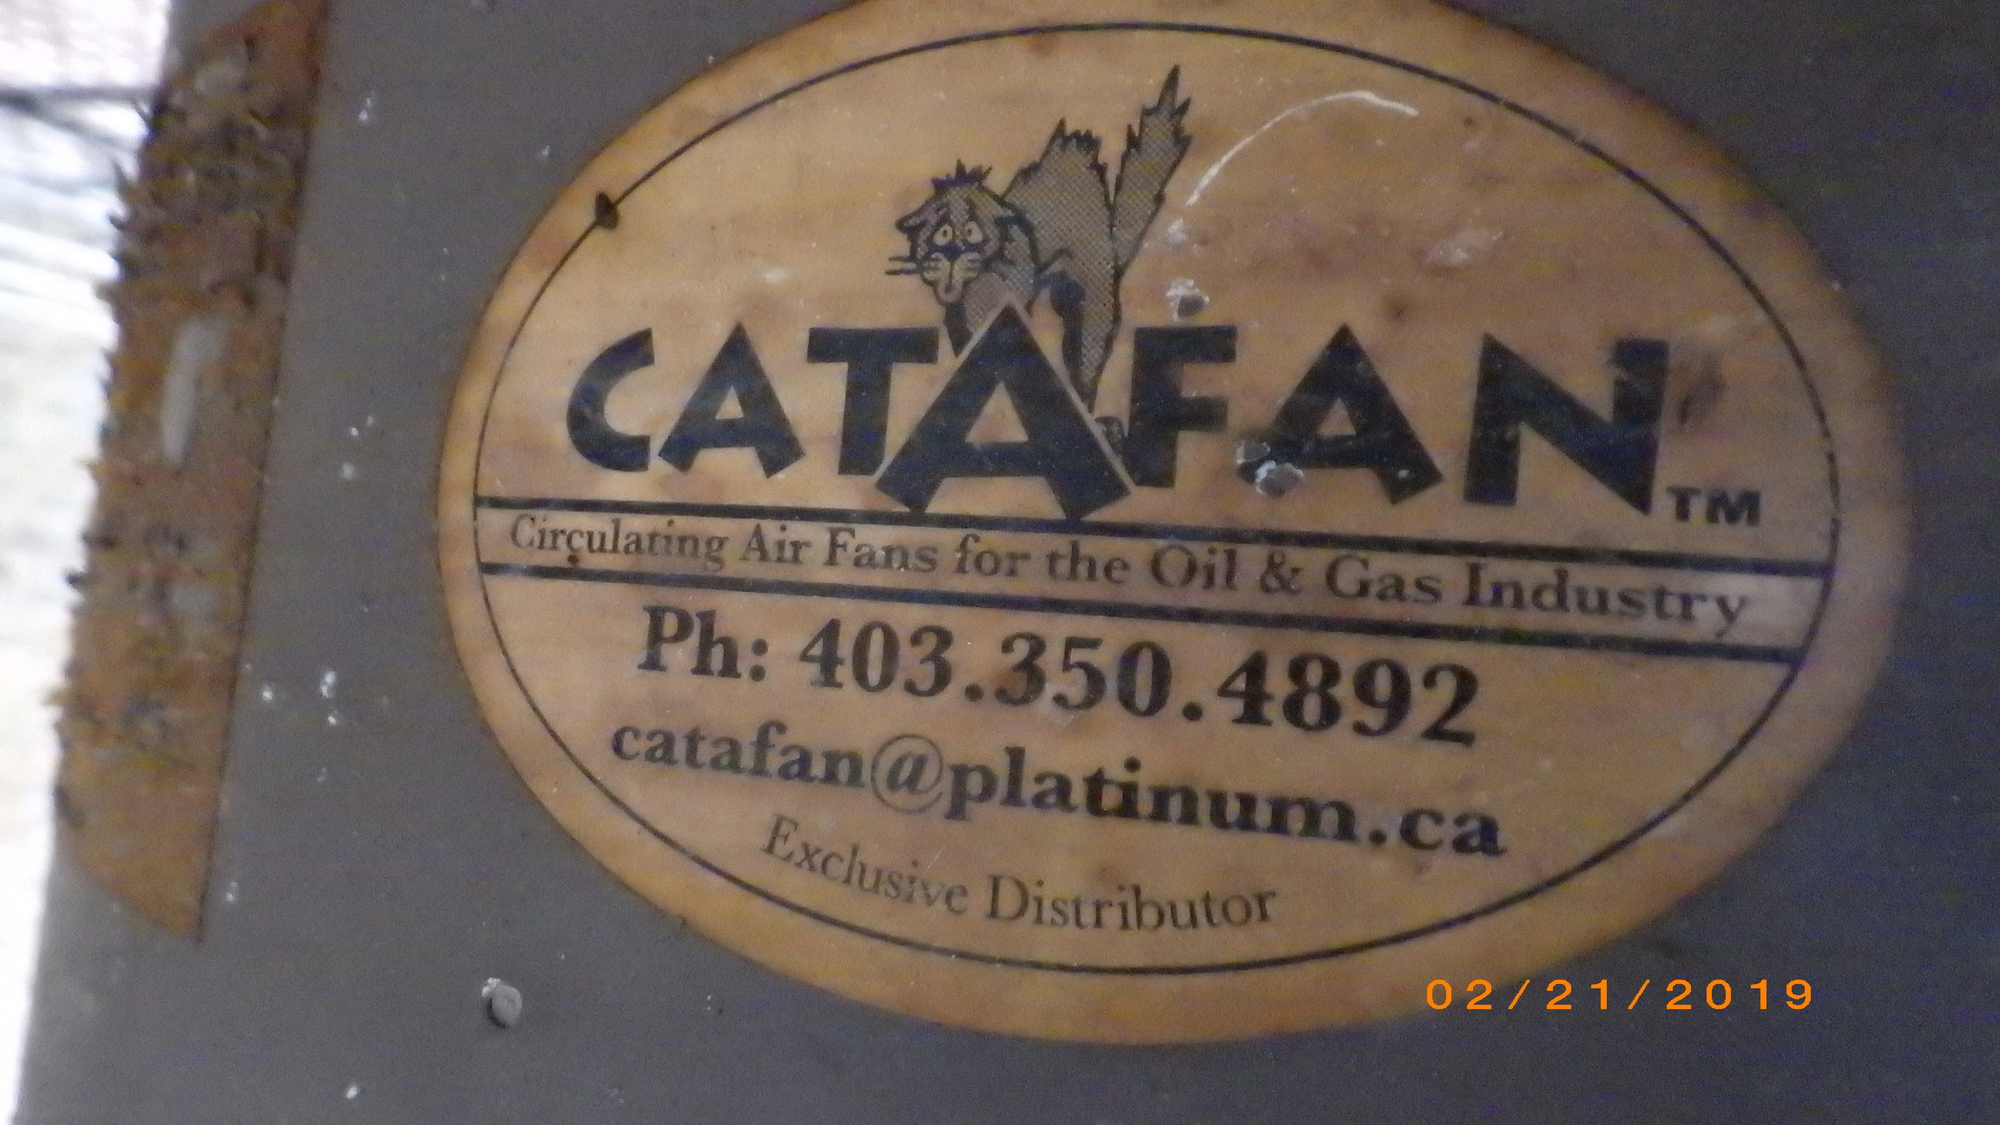 CATAFAN™
Circulating Air Fans for the Oil & Gas Industry
Ph: 403.350.4892
catafan@platinum.ca
Exclusive Distributor
02/21/2019